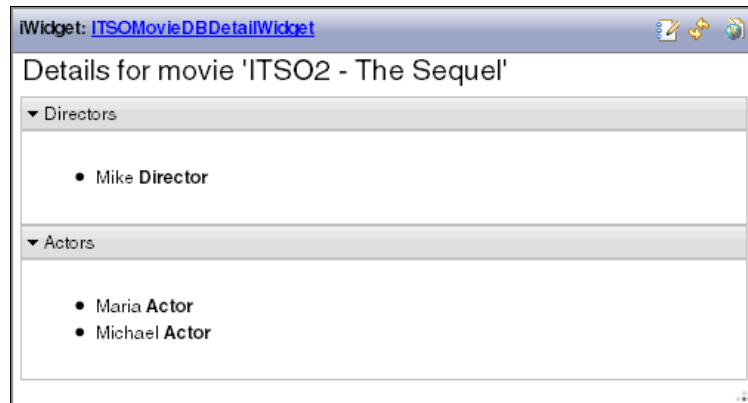 iWidget: ITSOMovieDBDetailWidget
Details for movie 'ITSO2 - The Sequel'
Directors
Mike Director
Actors
Maria Actor
Michael Actor